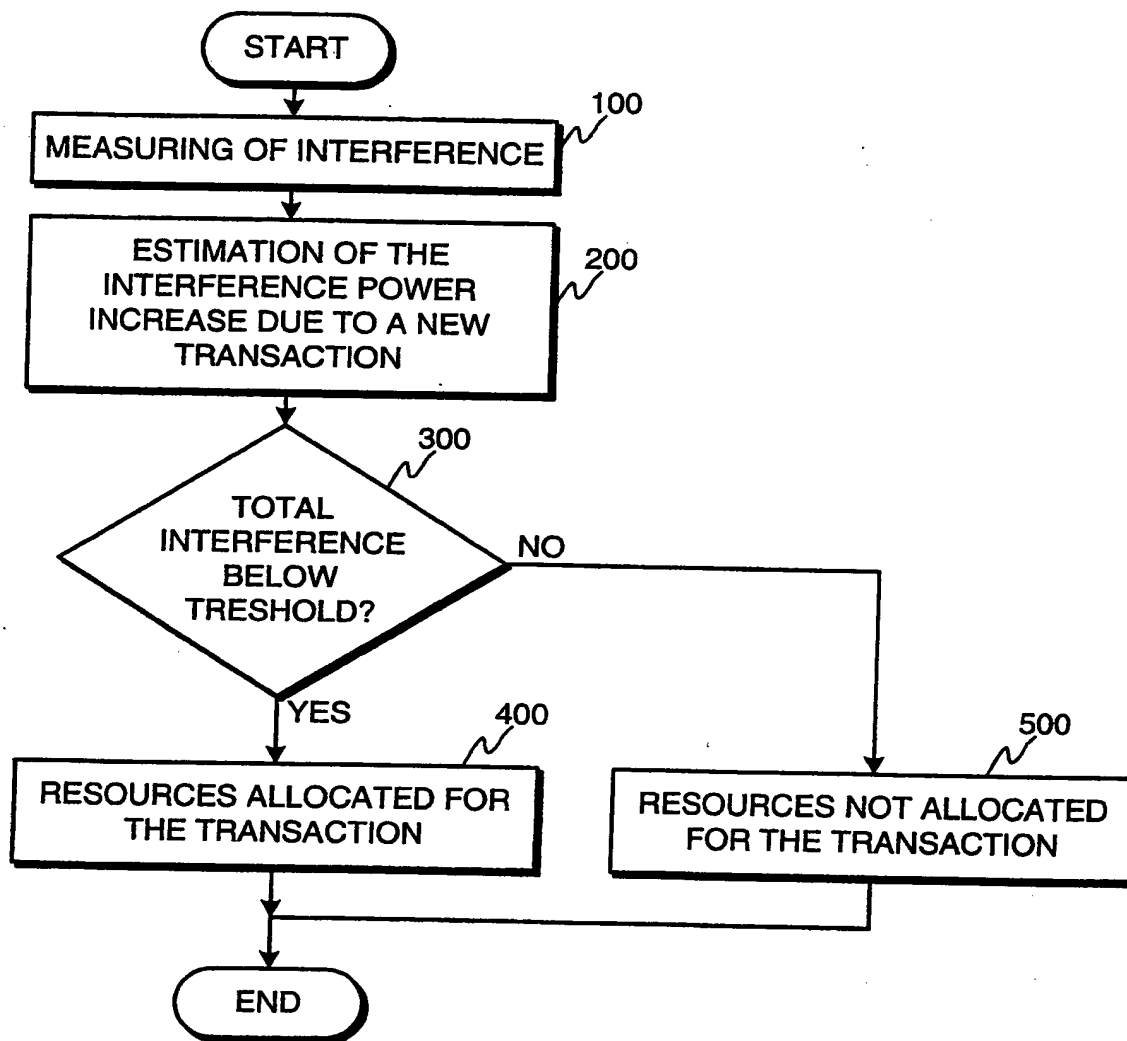 START
100
MEASURING OF INTERFERENCE
ESTIMATION OF THE
INTERFERENCE POWER
INCREASE DUE TO A NEW
TRANSACTION
200
300
TOTAL
INTERFERENCE
BELOW
TRESHOLD?
NO
YES
400
RESOURCES ALLOCATED FOR
THE TRANSACTION
500
RESOURCES NOT ALLOCATED
FOR THE TRANSACTION
END